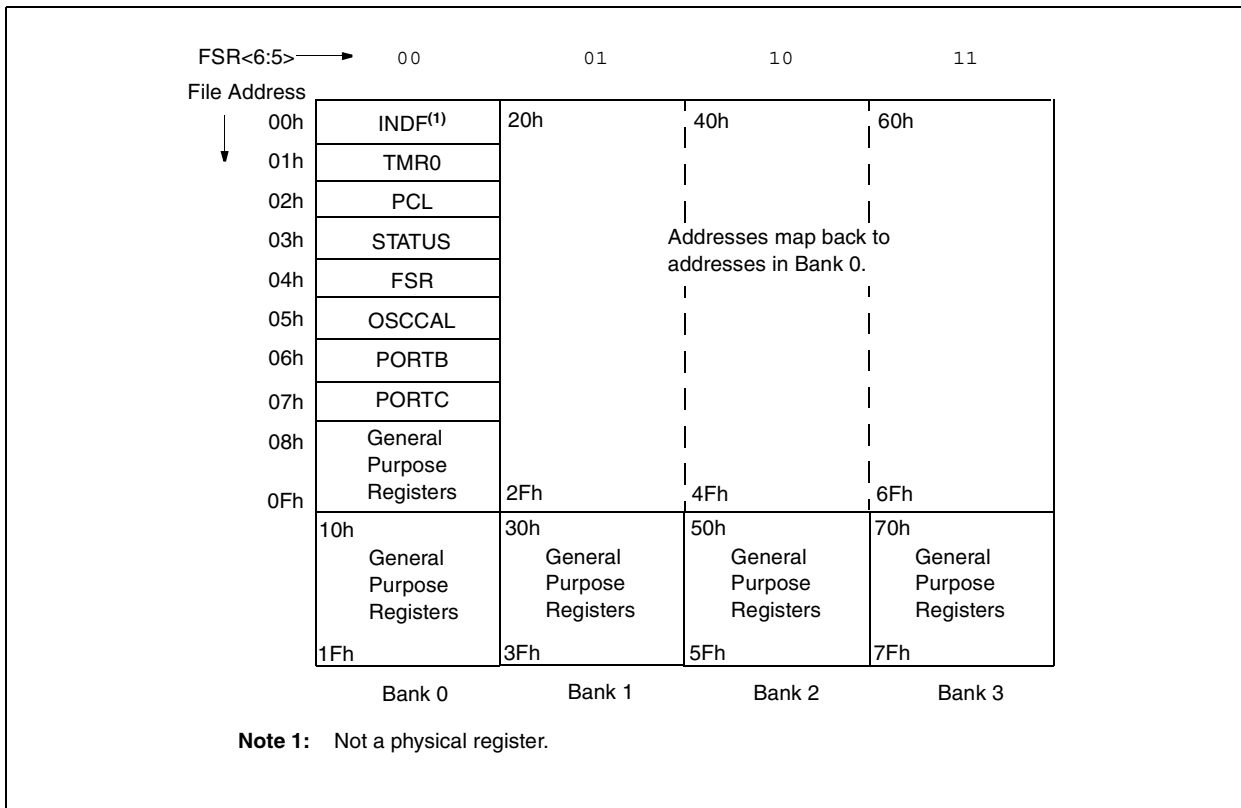 FSR<6:5> 00 01 10 11
File Address
00h INDF(1) 20h 40h 60h
01h TMR0
02h PCL
03h STATUS Addresses map back to
addresses in Bank 0.
04h FSR
05h OSCCAL
06h PORTB
07h PORTC
08h General
Purpose
Registers
0Fh 2Fh 4Fh 6Fh
10h 30h 50h 70h
General General General General
Purpose Purpose Purpose Purpose
Registers Registers Registers Registers
1Fh 3Fh 5Fh 7Fh
Bank 0 Bank 1 Bank 2 Bank 3
Note 1: Not a physical register.